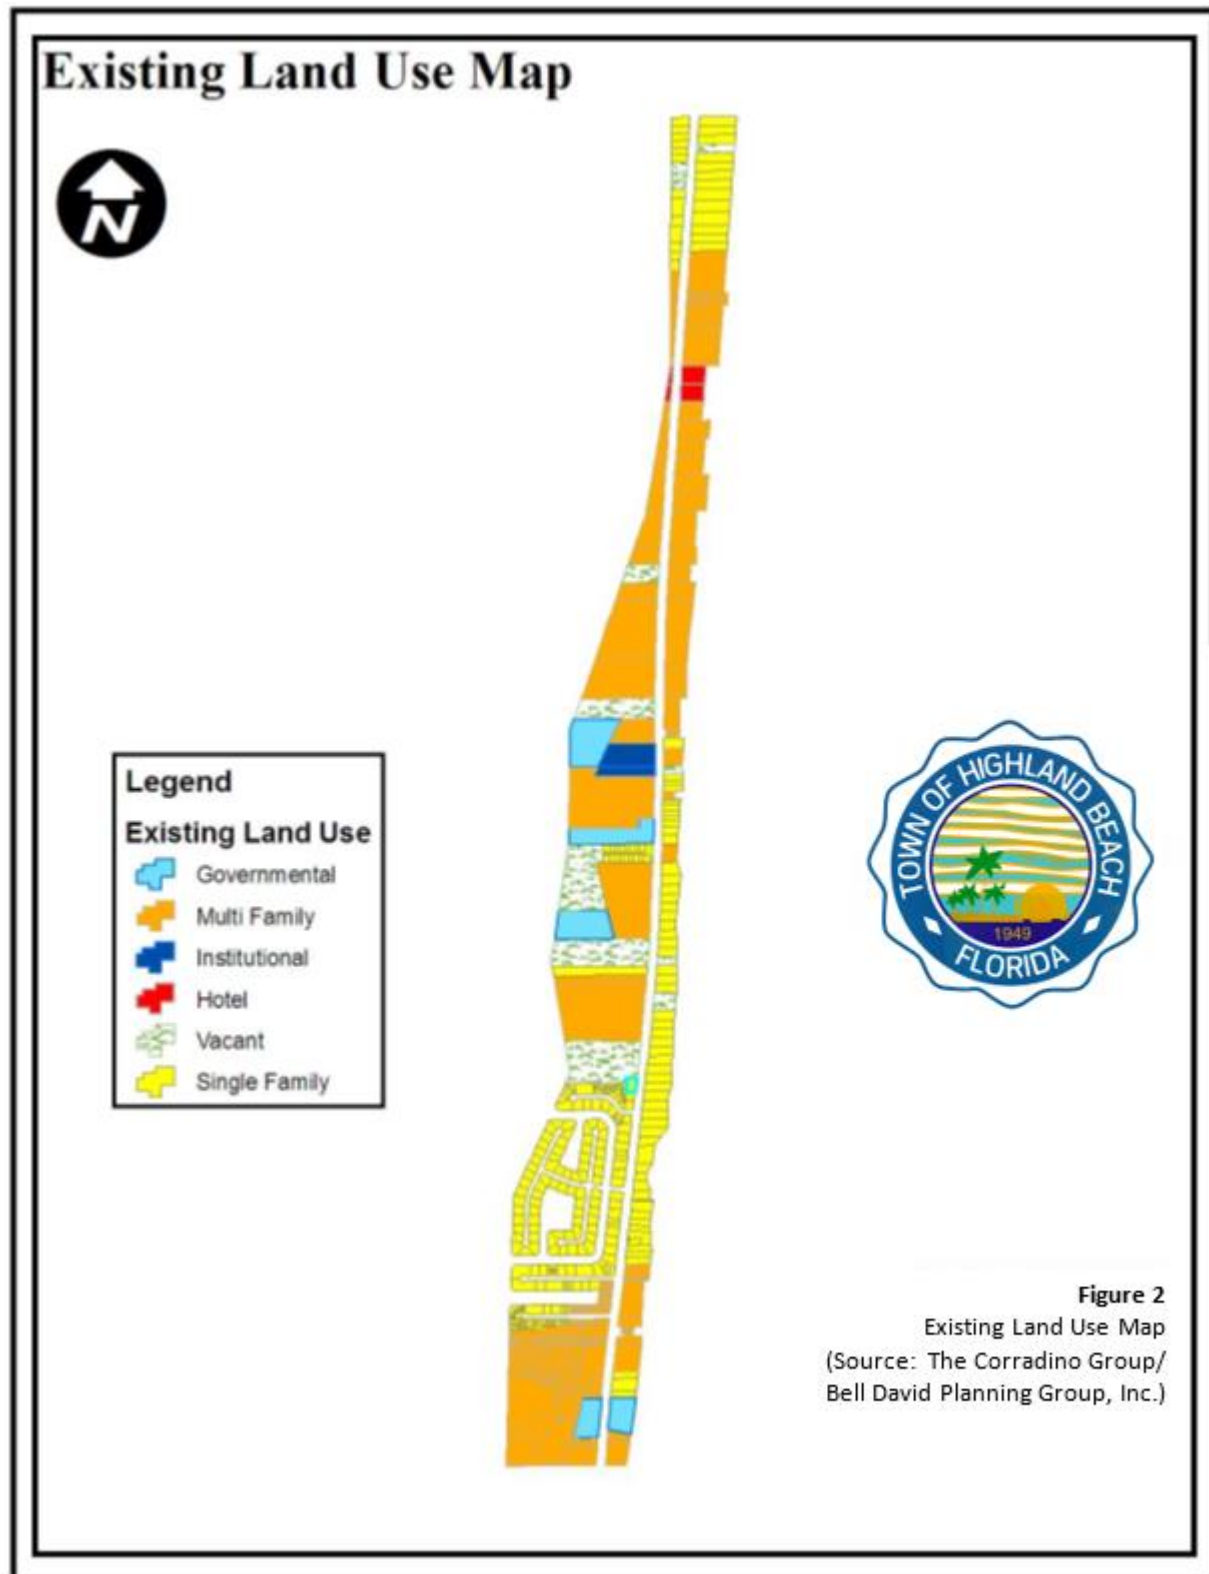 Existing Land Use Map
N
Legend
Existing Land Use
Governmental
Multi Family
Institutional
Hotel
Vacant
Single Family
TOWN OF HIGHLAND BEACH
1949
FLORIDA
Figure 2
Existing Land Use Map
(Source: The Corradino Group/
Bell David Planning Group, Inc.)